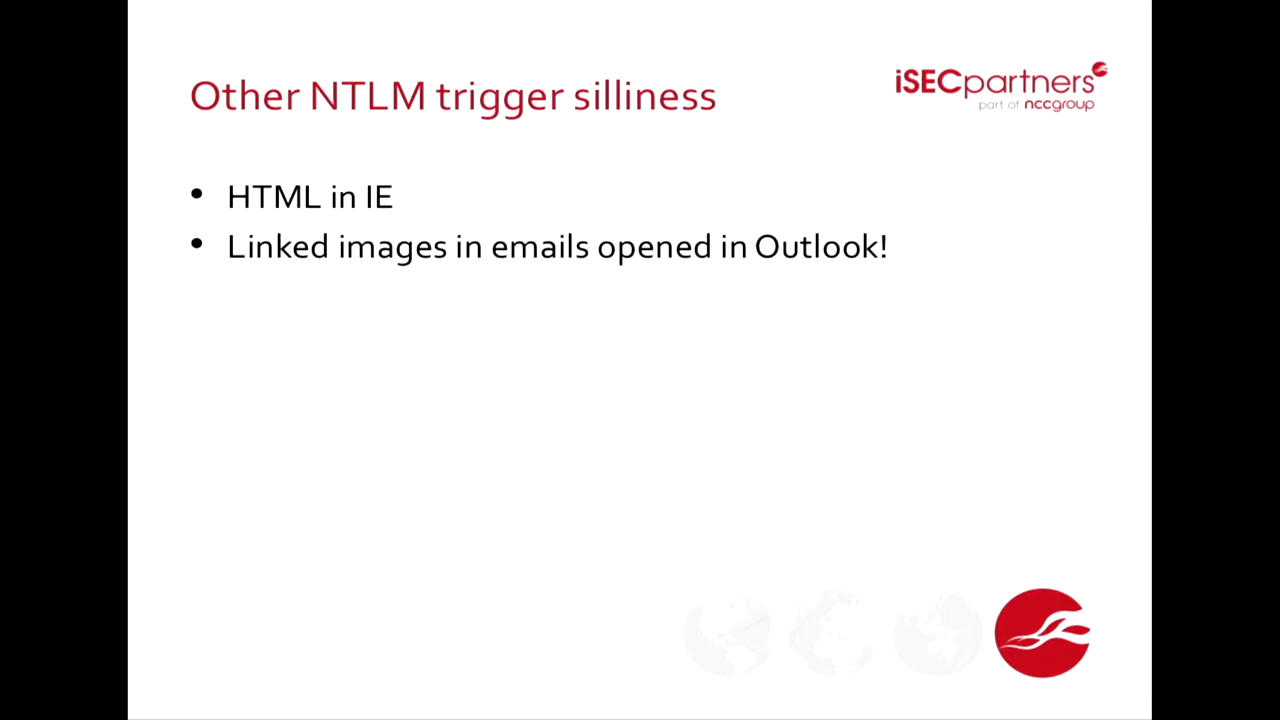 Other NTLM trigger silliness
iSECpartners
part of nccgroup
• HTML in IE
• Linked images in emails opened in Outlook!